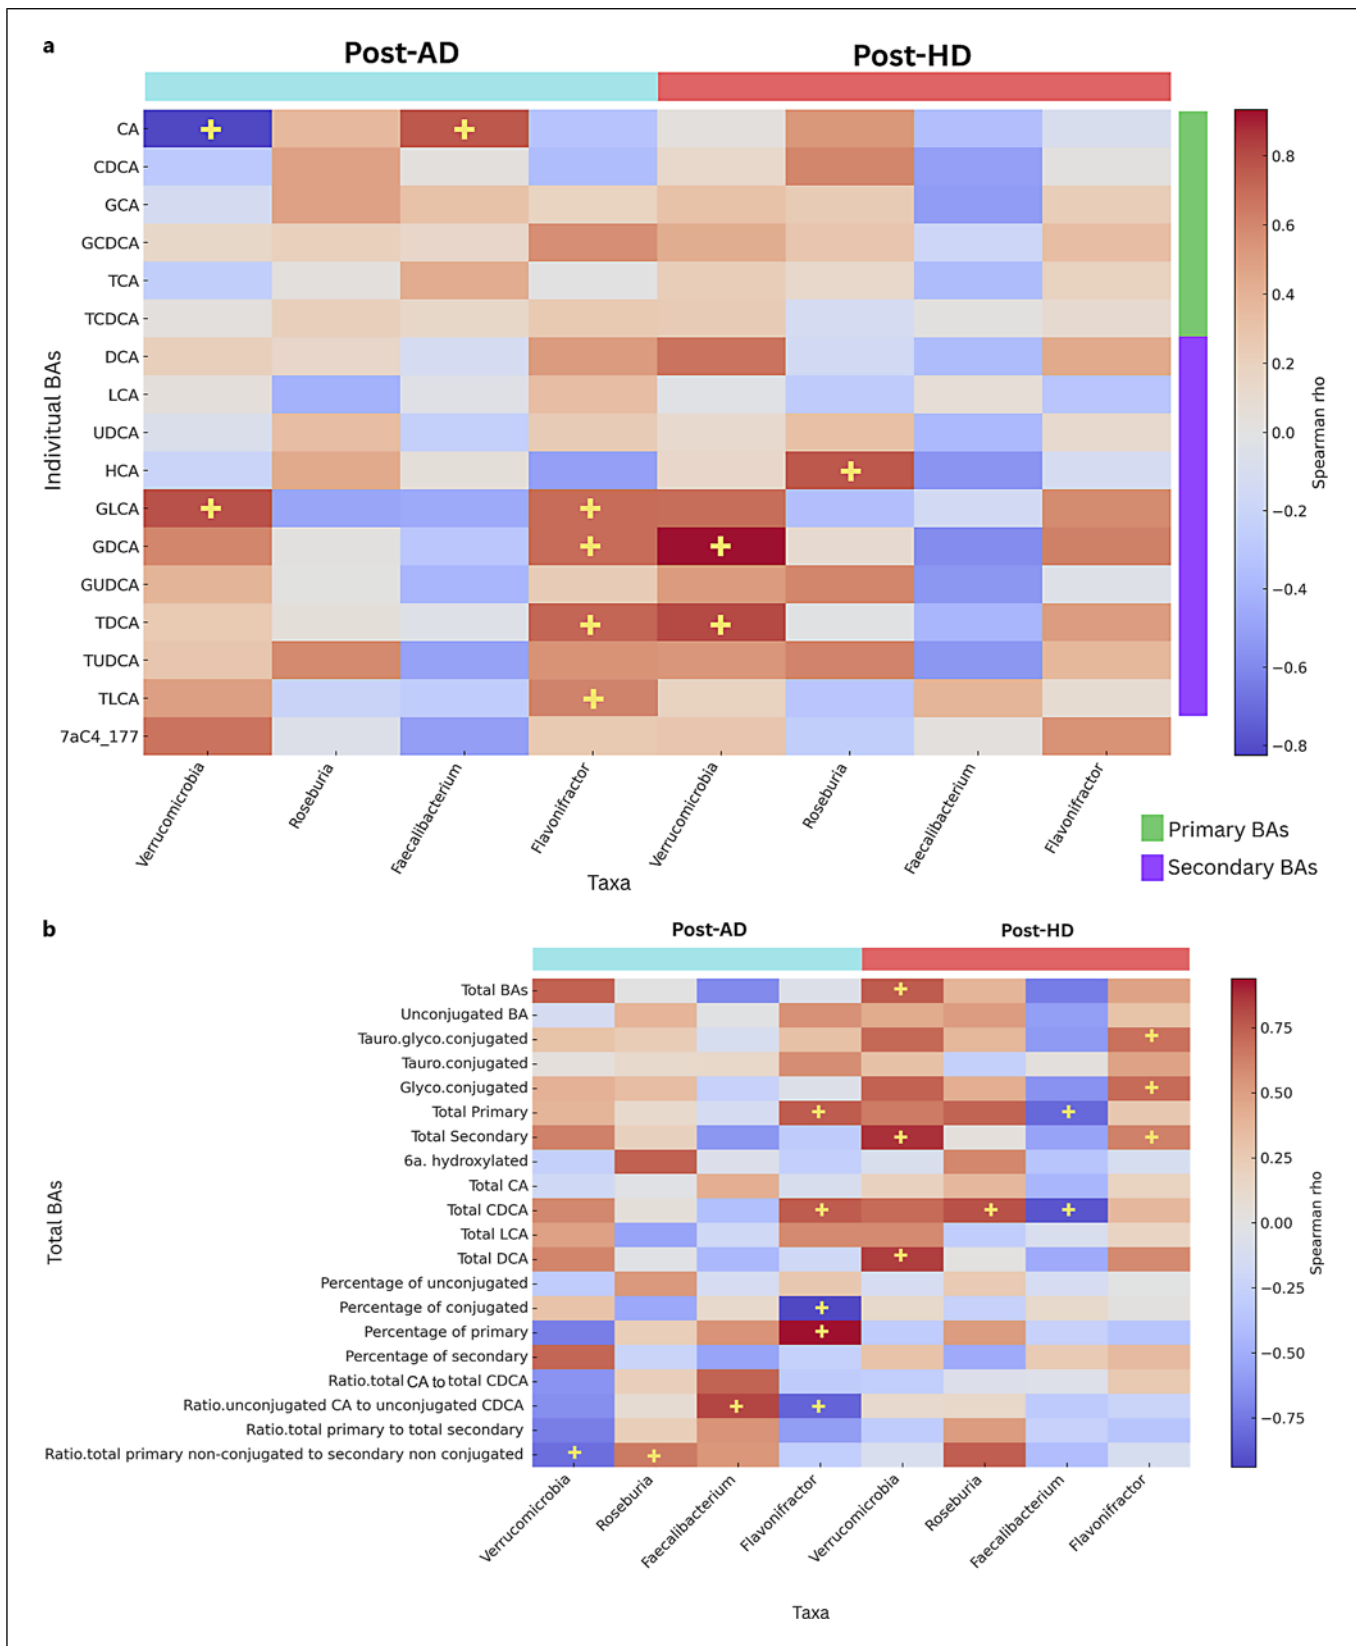 a
Post-AD
Post-HD
CA
CDCA
GCA
GCDCA
TCA
TCDCA
DCA
LCA
UDCA
HCA
GLCA
GDCA
GUDCA
TDCA
TUDCA
TLCA
7aC4_177
Indivitual BAs
Verrucomicrobia
Roseburia
Faecalibacterium
Flavonifractor
Verrucomicrobia
Roseburia
Faecalibacterium
Flavonifractor
Taxa
0.8
0.6
0.4
0.2
0.0
−0.2
−0.4
−0.6
−0.8
Spearman rho
Primary BAs
Secondary BAs
b
Post-AD
Post-HD
Total BAs
Unconjugated BA
Tauro.glyco.conjugated
Tauro.conjugated
Glyco.conjugated
Total Primary
Total Secondary
6a. hydroxylated
Total CA
Total CDCA
Total LCA
Total DCA
Percentage of unconjugated
Percentage of conjugated
Percentage of primary
Percentage of secondary
Ratio.total CA to total CDCA
Ratio.unconjugated CA to unconjugated CDCA
Ratio.total primary to total secondary
Ratio.total primary non-conjugated to secondary non conjugated
Total BAs
Verrucomicrobia
Roseburia
Faecalibacterium
Flavonifractor
Verrucomicrobia
Roseburia
Faecalibacterium
Flavonifractor
Taxa
0.75
0.50
0.25
0.00
−0.25
−0.50
−0.75
Spearman rho